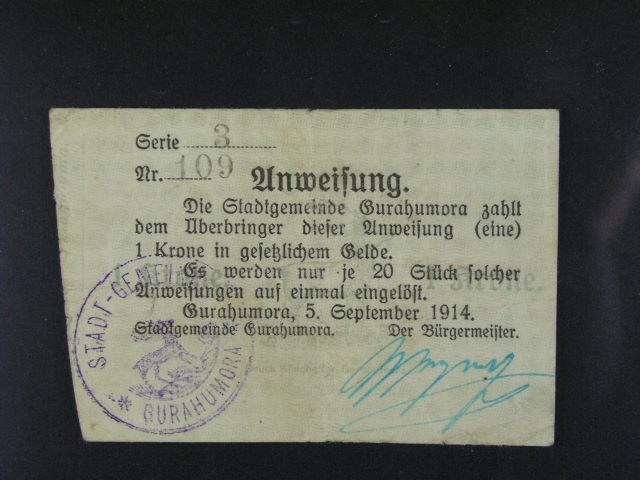 Serie 3
Nr. 109
Anweisung.
Die Stadtgemeinde Gurahumora zahlt
dem Überbringer dieser Anweisung (eine)
1 Krone in gesetzlichem Gelde.
Es werden nur je 20 Stück solcher
Anweisungen auf einmal eingelöst.
Gurahumora, 5. September 1914.
Stadtgemeinde Gurahumora. Der Bürgermeister.
STADT-GEMEINDE
* GURAHUMORA *